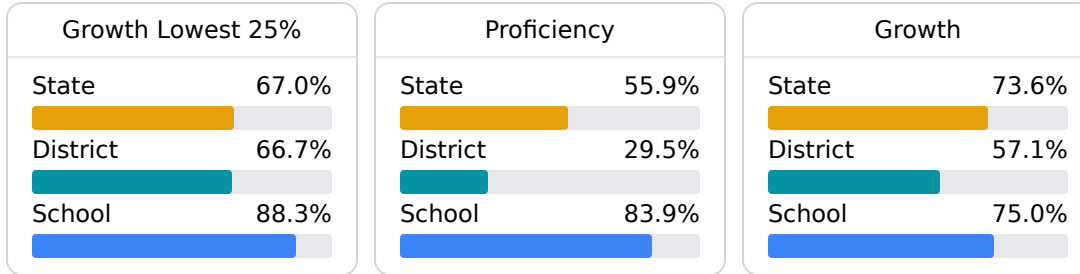 Growth Lowest 25%
State 67.0%
District 66.7%
School 88.3%
Proficiency
State 55.9%
District 29.5%
School 83.9%
Growth
State 73.6%
District 57.1%
School 75.0%